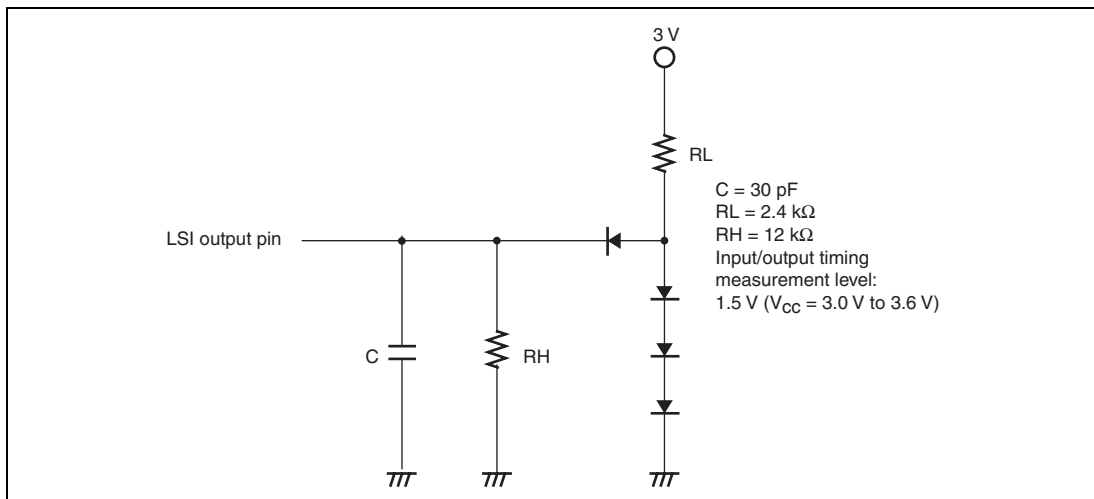 3 V
RL
C = 30 pF
RL = 2.4 kΩ
RH = 12 kΩ
Input/output timing
measurement level:
1.5 V (VCC = 3.0 V to 3.6 V)
LSI output pin
C
RH